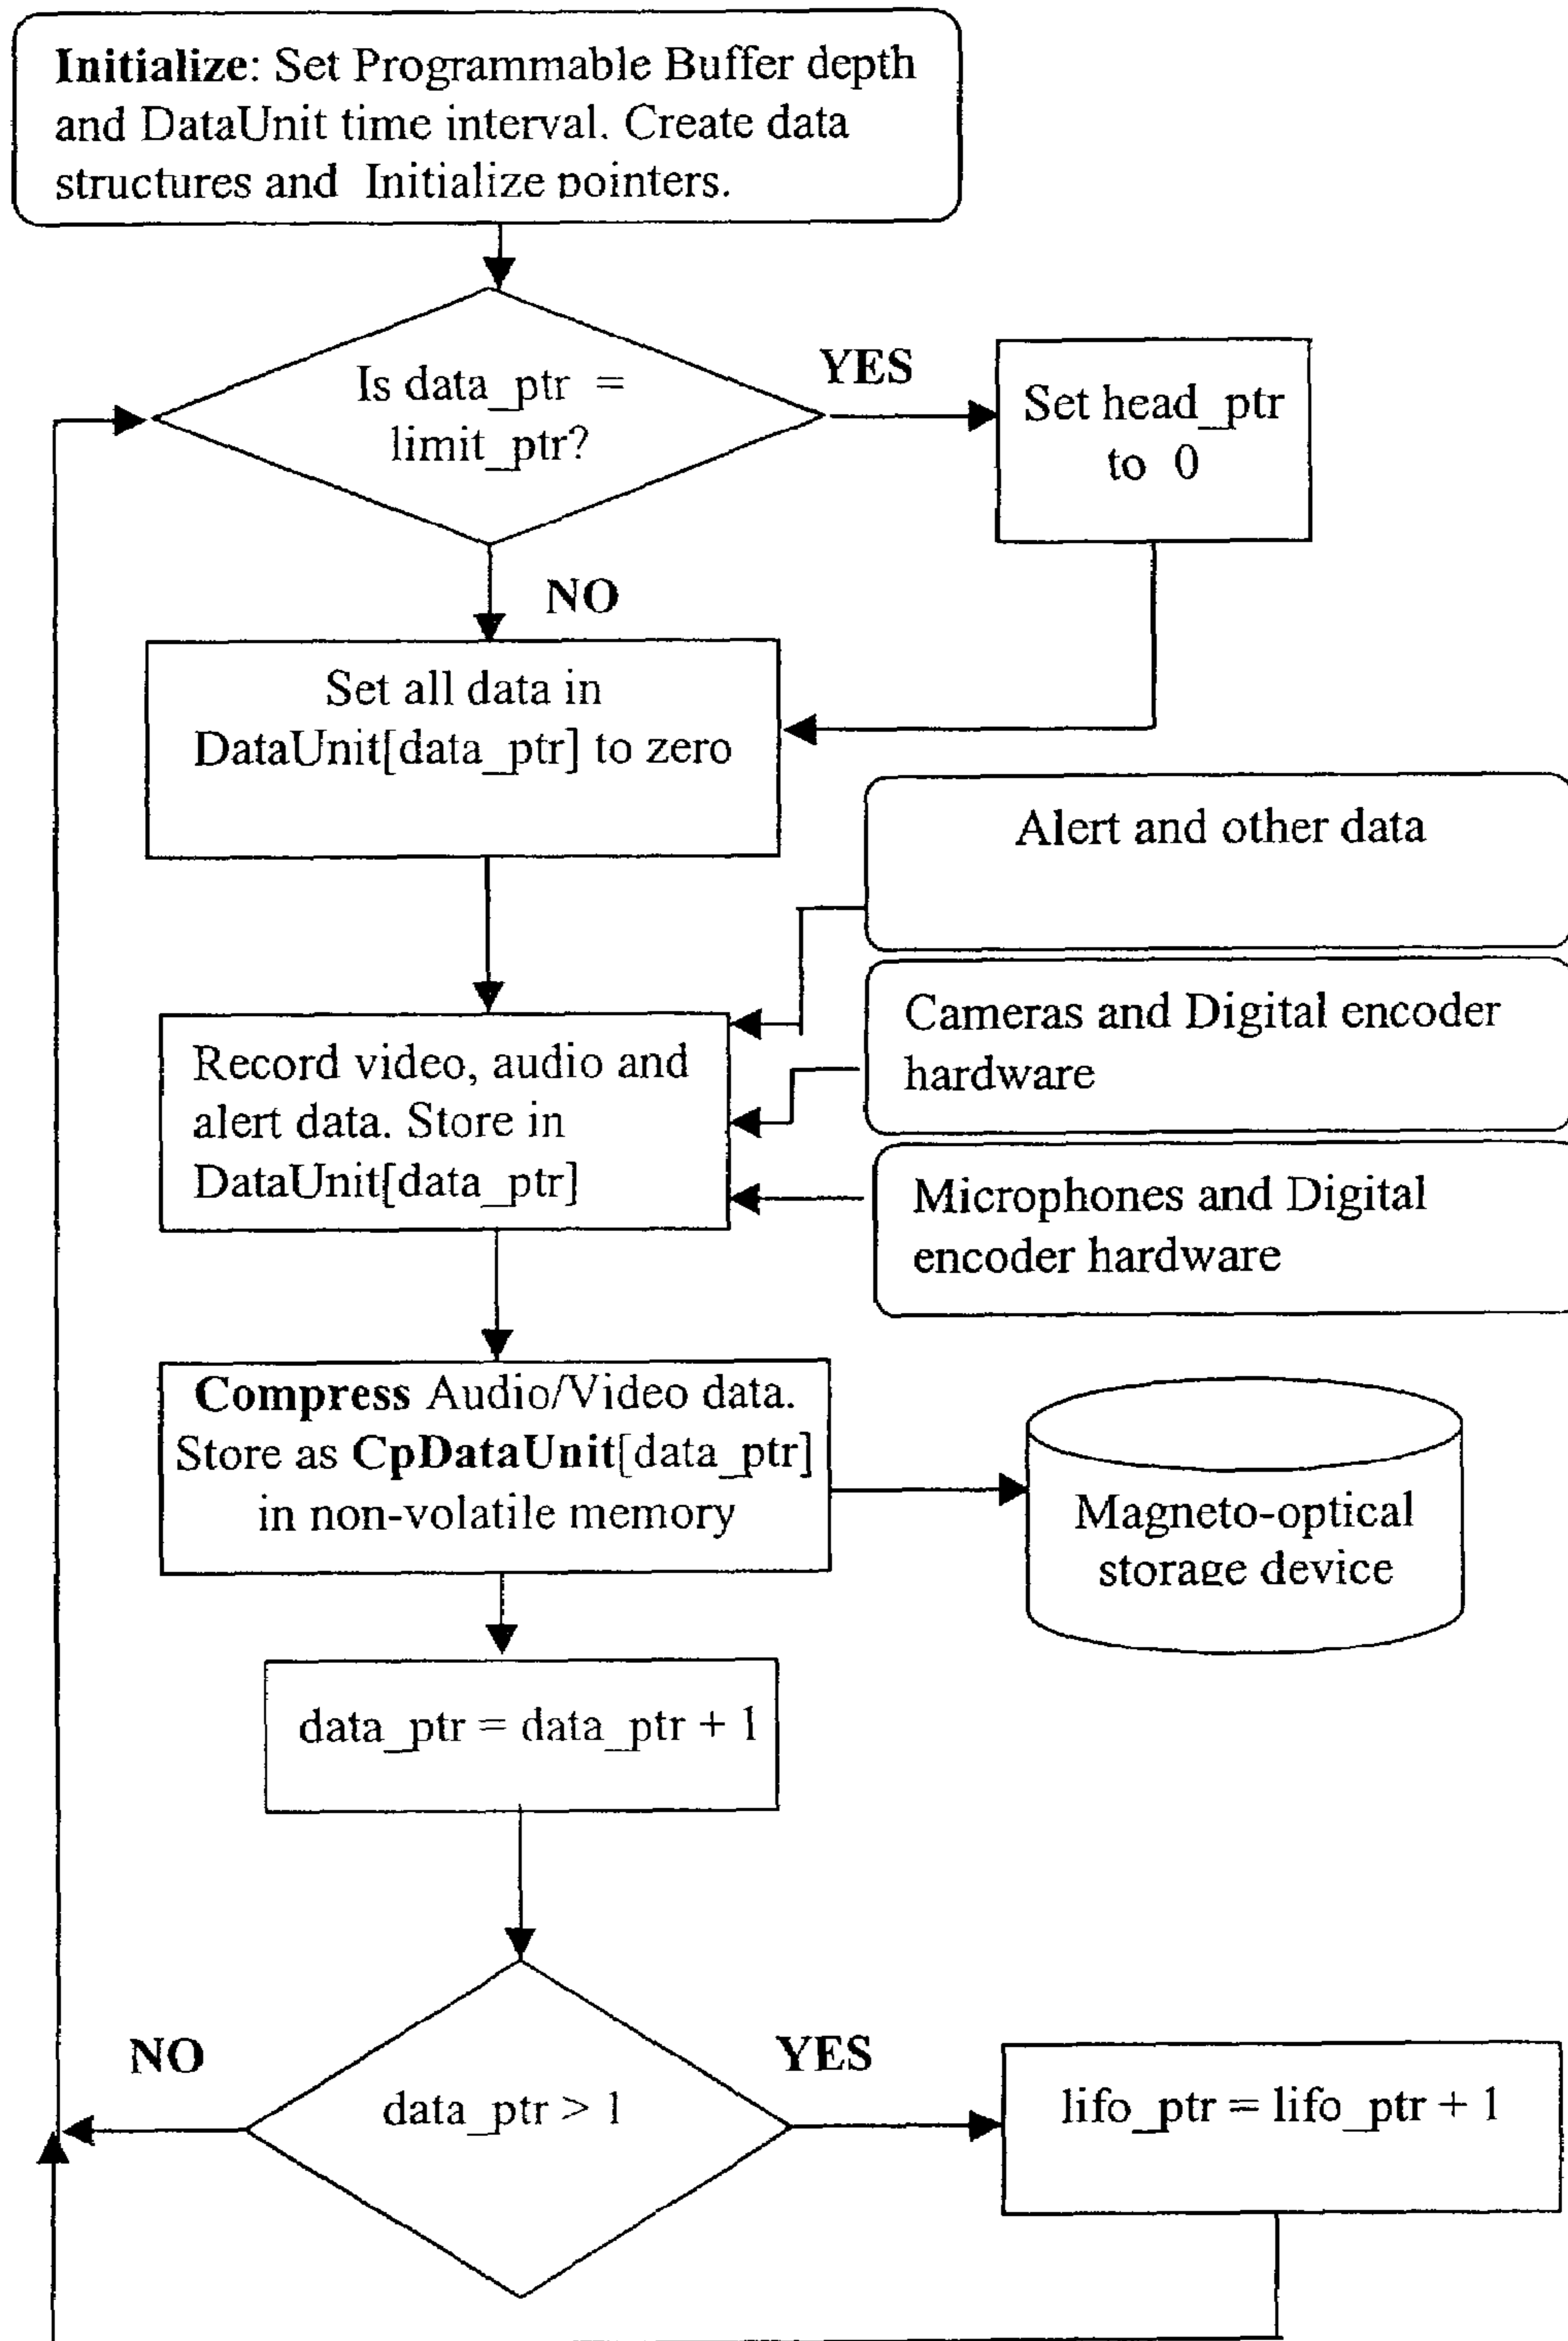 Initialize: Set Programmable Buffer depth
and DataUnit time interval. Create data
structures and Initialize pointers.
Is data_ptr =
limit_ptr?
YES
Set head_ptr
to 0
NO
Set all data in
DataUnit[data_ptr] to zero
Alert and other data
Cameras and Digital encoder
hardware
Record video, audio and
alert data. Store in
DataUnit[data_ptr]
Microphones and Digital
encoder hardware
Compress Audio/Video data.
Store as CpDataUnit[data_ptr]
in non-volatile memory
Magneto-optical
storage device
data_ptr = data_ptr + 1
NO
YES
data_ptr > 1
lifo_ptr = lifo_ptr + 1